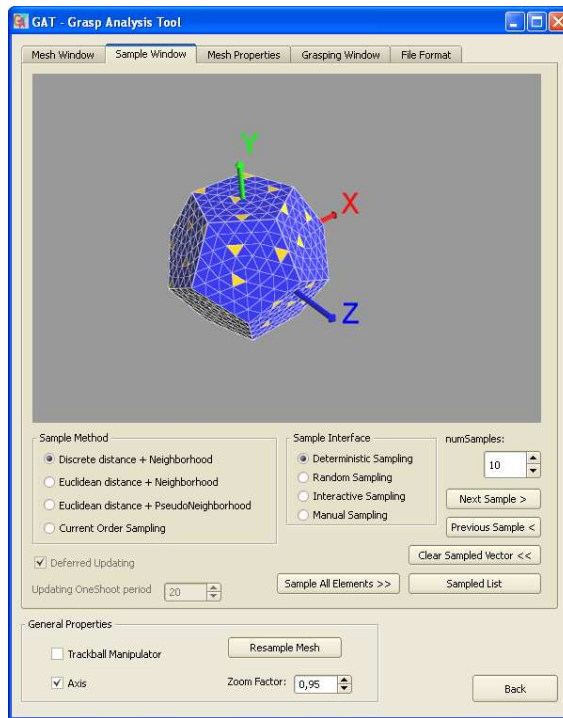 GAT - Grasp Analysis Tool
Mesh Window Sample Window Mesh Properties Grasping Window File Format
Y
X
Z
Sample Method
Discrete distance + Neighborhood
Euclidean distance + Neighborhood
Euclidean distance + PseudoNeighborhood
Current Order Sampling
Sample Interface
Deterministic Sampling
Random Sampling
Interactive Sampling
Manual Sampling
numSamples:
10
Next Sample >
Previous Sample <
Deferred Updating
Clear Sampled Vector <<
Updating OneShoot period 20
Sample All Elements >>
Sampled List
General Properties
Trackball Manipulator
Resample Mesh
Axis
Zoom Factor: 0,95
Back